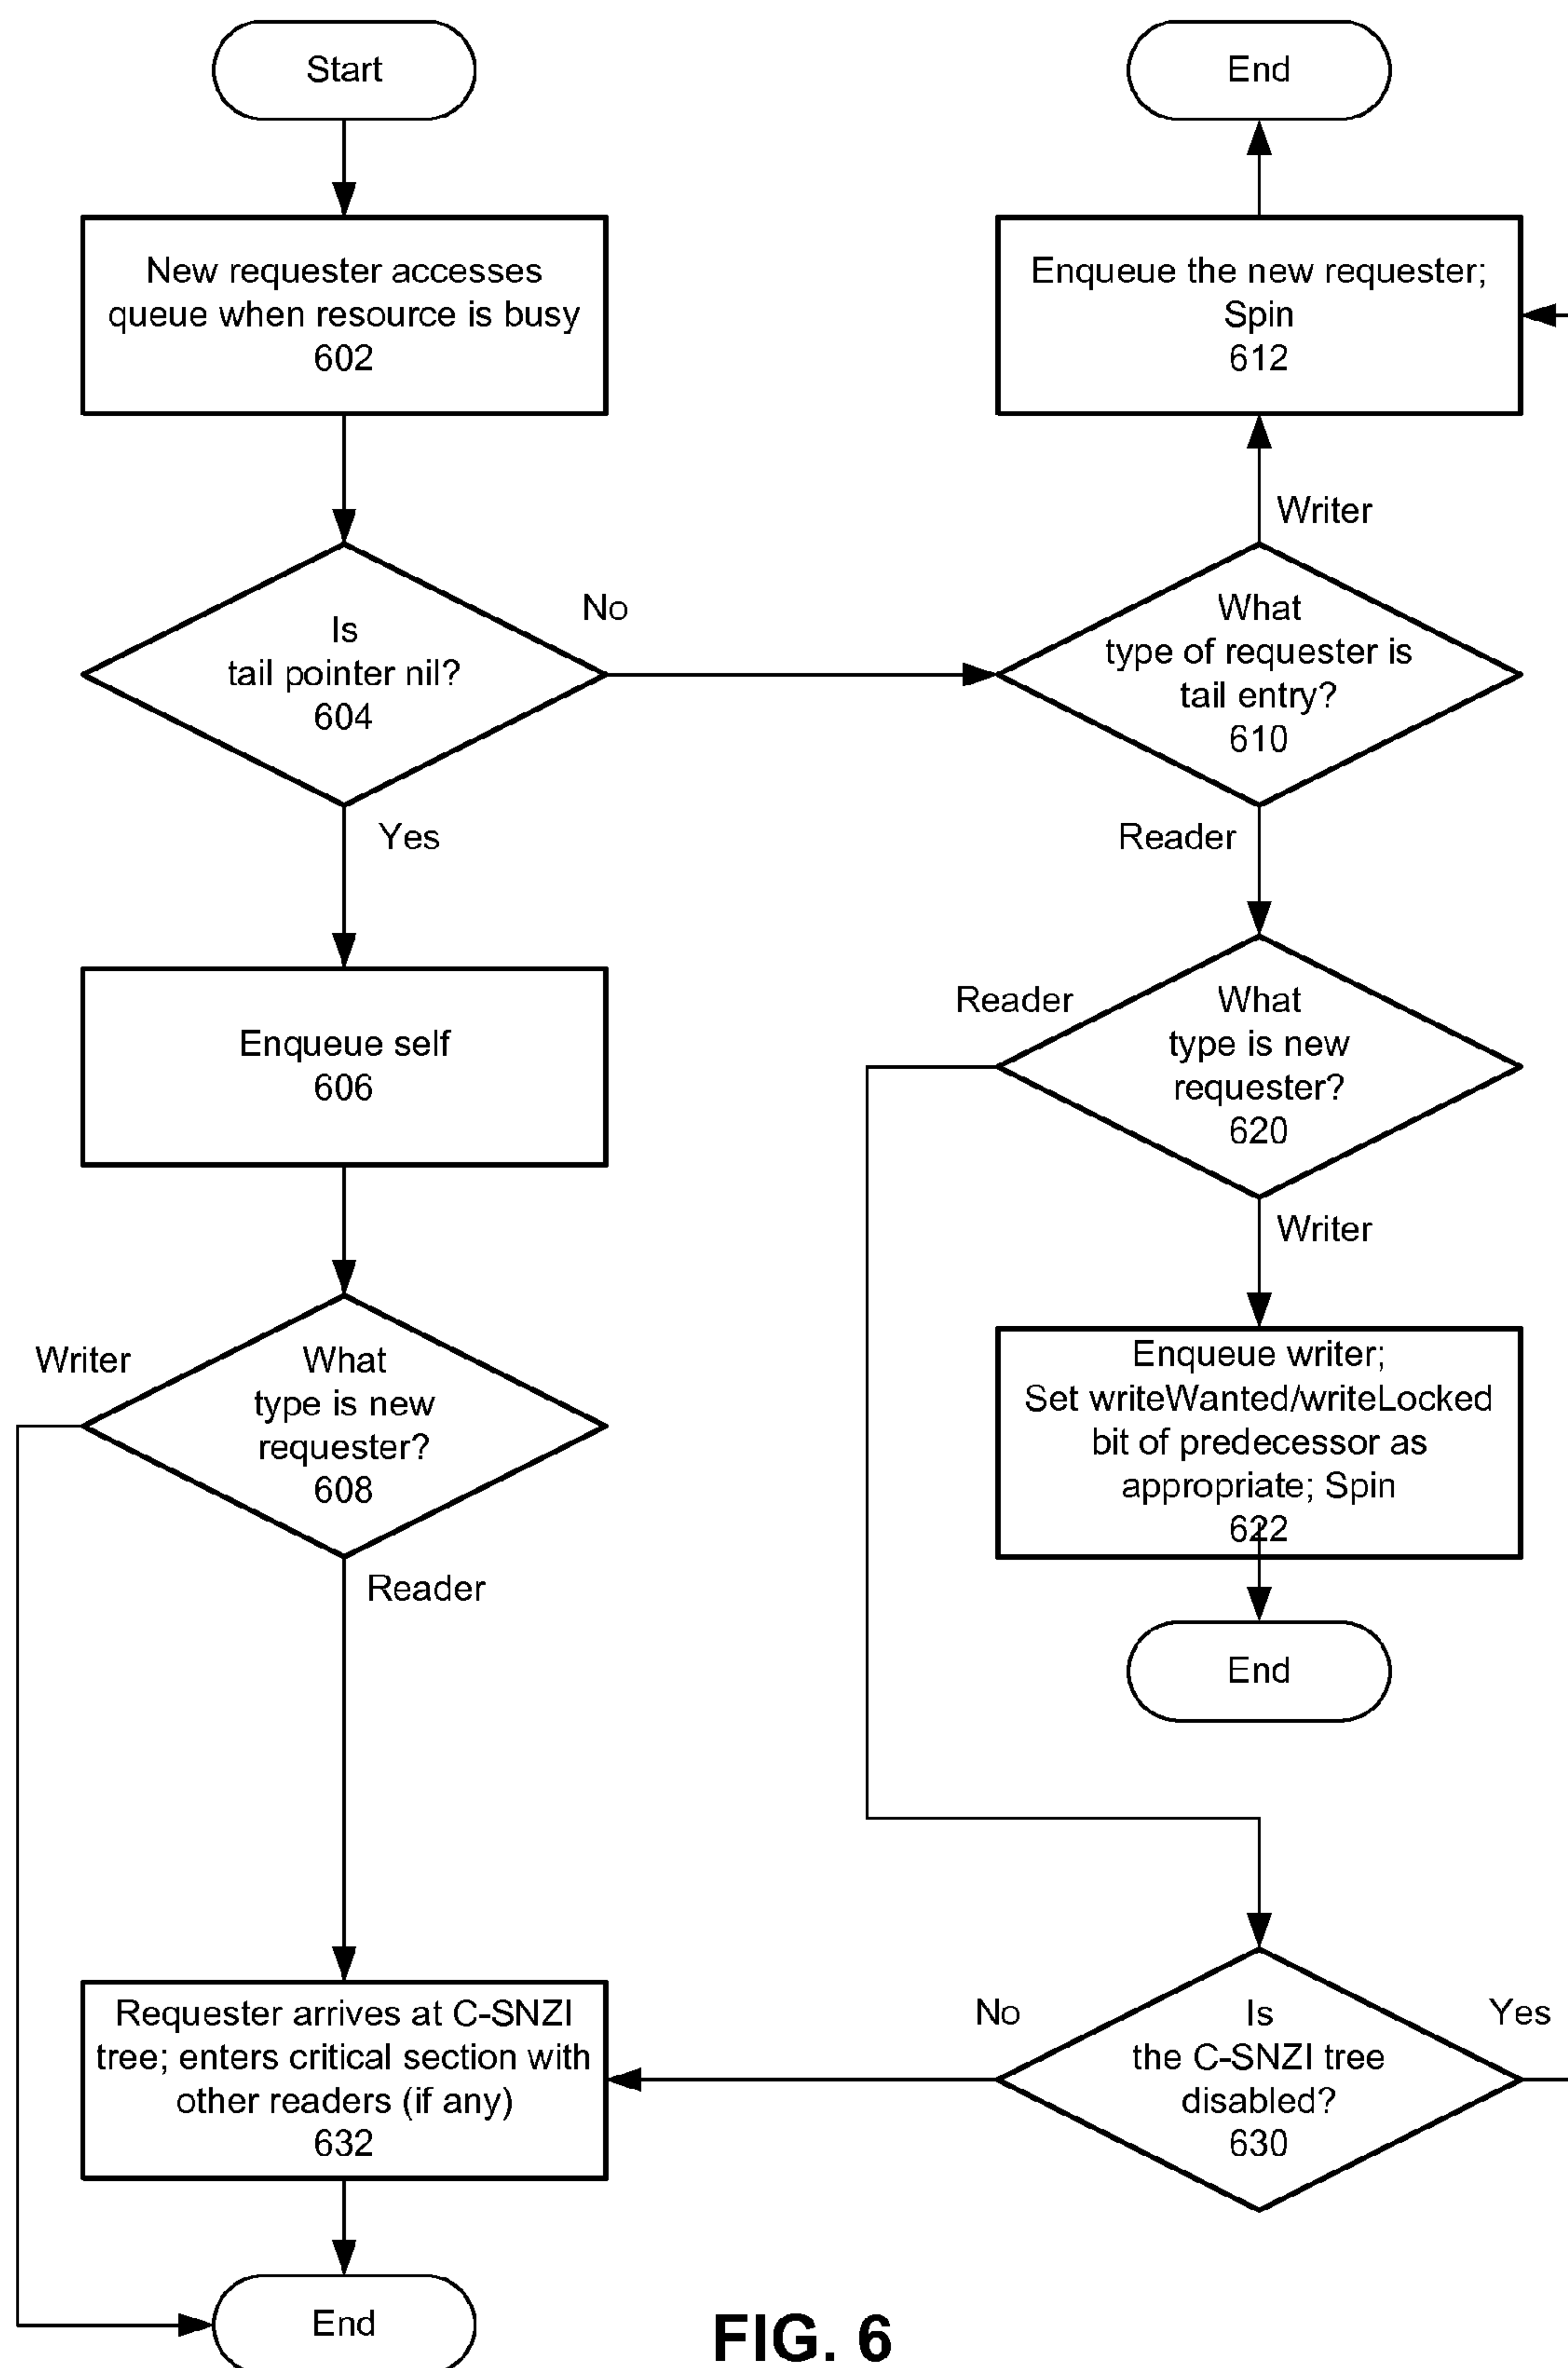 Start
New requester accesses
queue when resource is busy
602
Is
tail pointer nil?
604
No
Yes
Enqueue self
606
Writer
What
type is new
requester?
608
Reader
Requester arrives at C-SNZI
tree; enters critical section with
other readers (if any)
632
End
End
Enqueue the new requester;
Spin
612
Writer
What
type of requester is
tail entry?
610
Reader
Reader
What
type is new
requester?
620
Writer
Enqueue writer;
Set writeWanted/writeLocked
bit of predecessor as
appropriate; Spin
622
End
No
Is
the C-SNZI tree
disabled?
630
Yes
FIG. 6